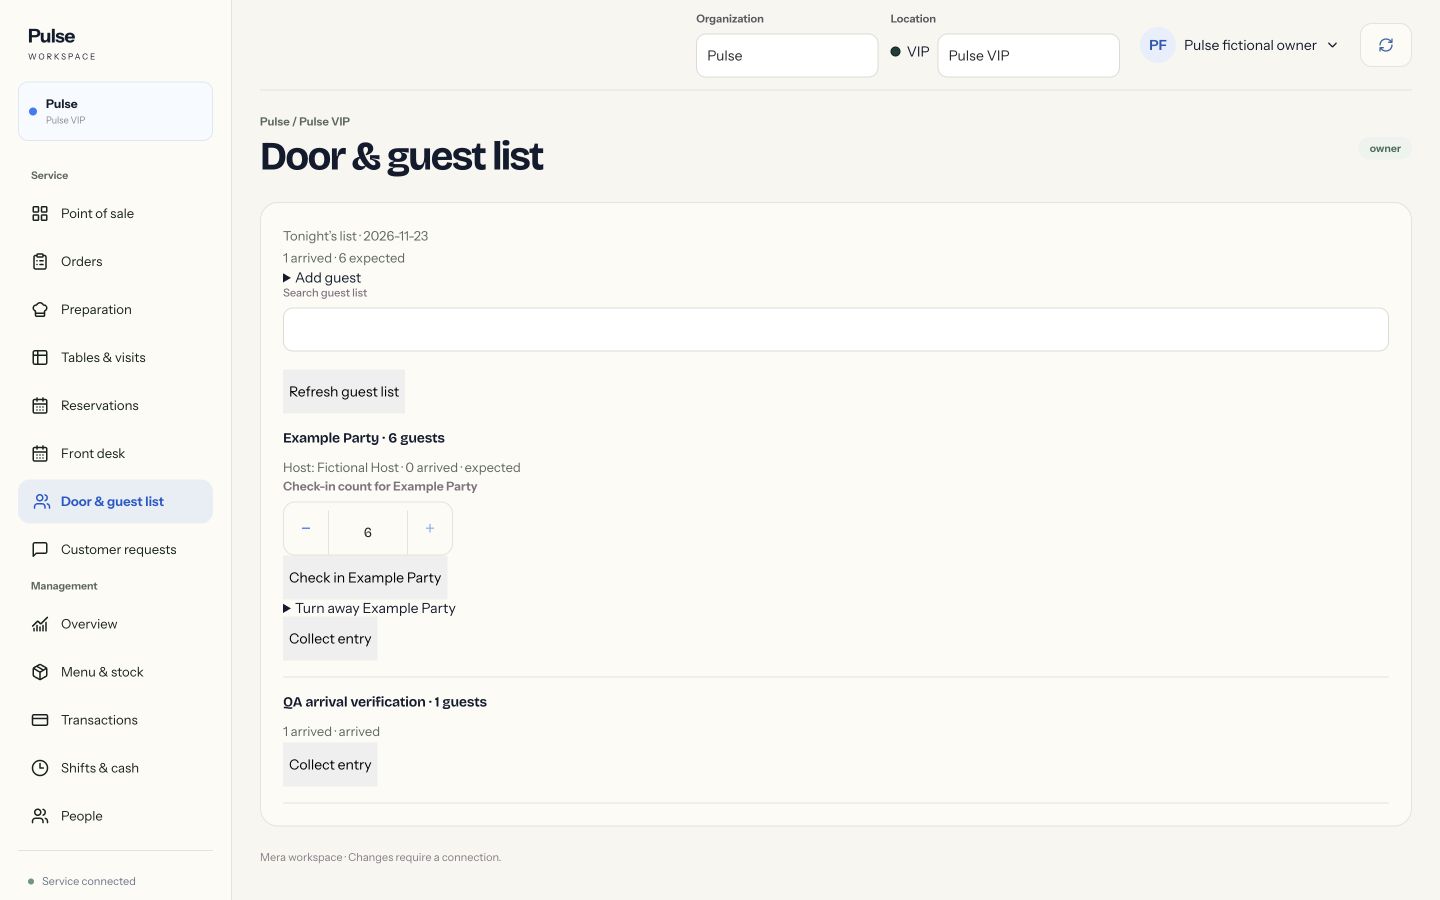 Pulse
WORKSPACE
Pulse
Pulse VIP
Service
Point of sale
Orders
Preparation
Tables & visits
Reservations
Front desk
Door & guest list
Customer requests
Management
Overview
Menu & stock
Transactions
Shifts & cash
People
Service connected
Organization
Pulse
Location
VIP
Pulse VIP
PF
Pulse fictional owner
Pulse / Pulse VIP
Door & guest list
owner
Tonight's list · 2026-11-23
1 arrived · 6 expected
Add guest
Search guest list
Refresh guest list
Example Party · 6 guests
Host: Fictional Host · 0 arrived · expected
Check-in count for Example Party
− 6 +
Check in Example Party
Turn away Example Party
Collect entry
QA arrival verification · 1 guests
1 arrived · arrived
Collect entry
Mera workspace · Changes require a connection.